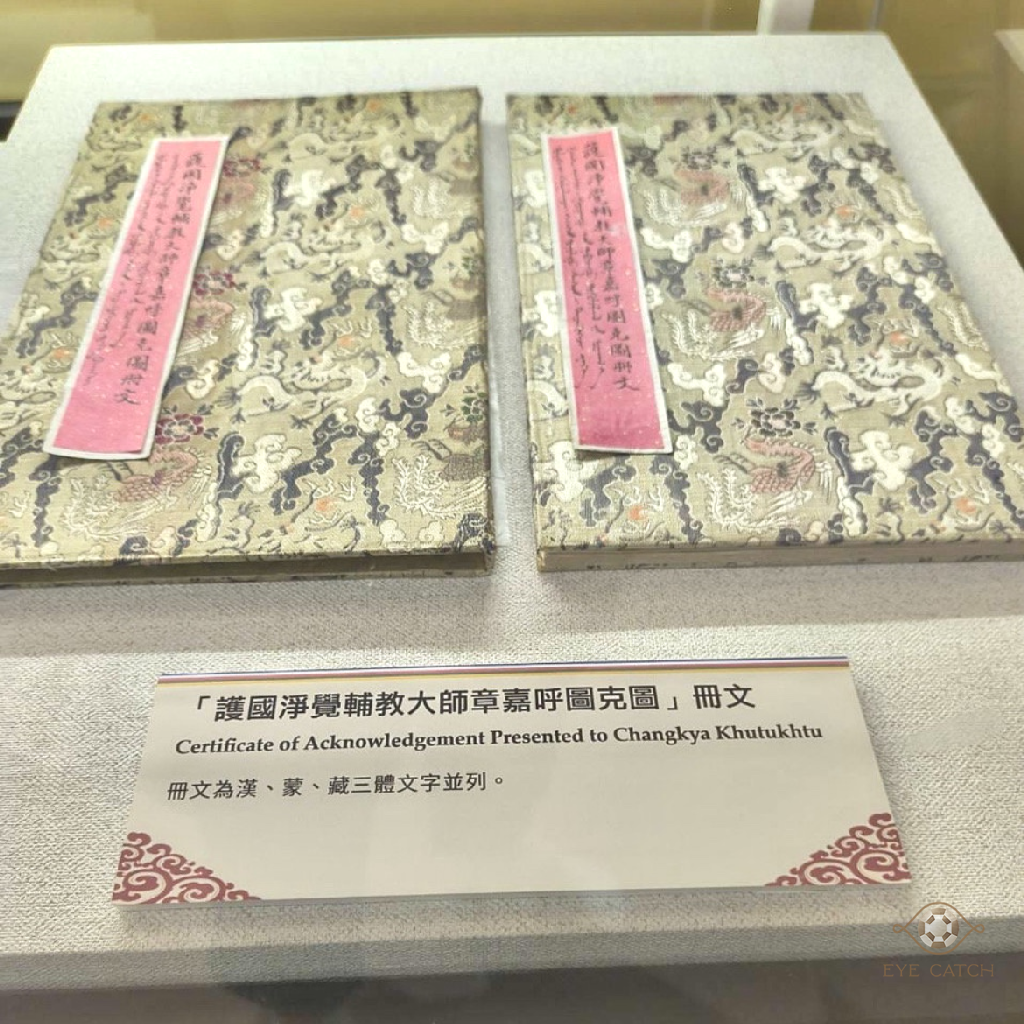 護國淨覺輔教大師章嘉呼圖克圖冊文
護國淨覺輔教大師章嘉呼圖克圖冊文
「護國淨覺輔教大師章嘉呼圖克圖」冊文
Certificate of Acknowledgement Presented to Changkya Khutukhtu
冊文為漢、蒙、藏三體文字並列。
EYE CATCH